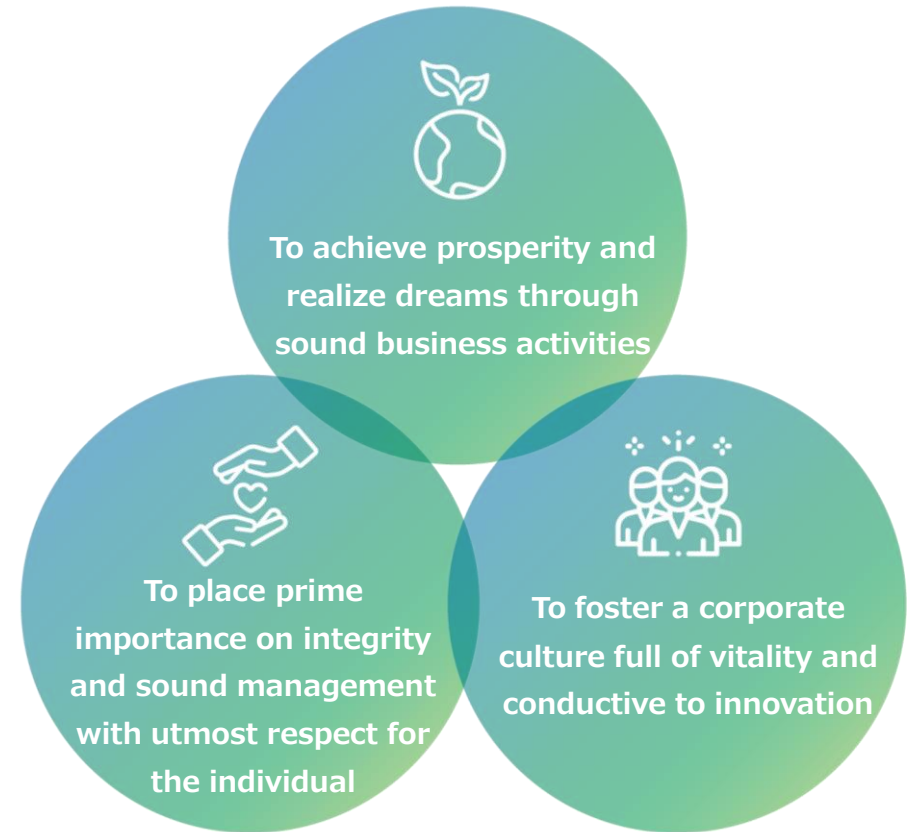 To achieve prosperity and
realize dreams through
sound business activities
To place prime
importance on integrity
and sound management
with utmost respect for
the individual
To foster a corporate
culture full of vitality and
conductive to innovation